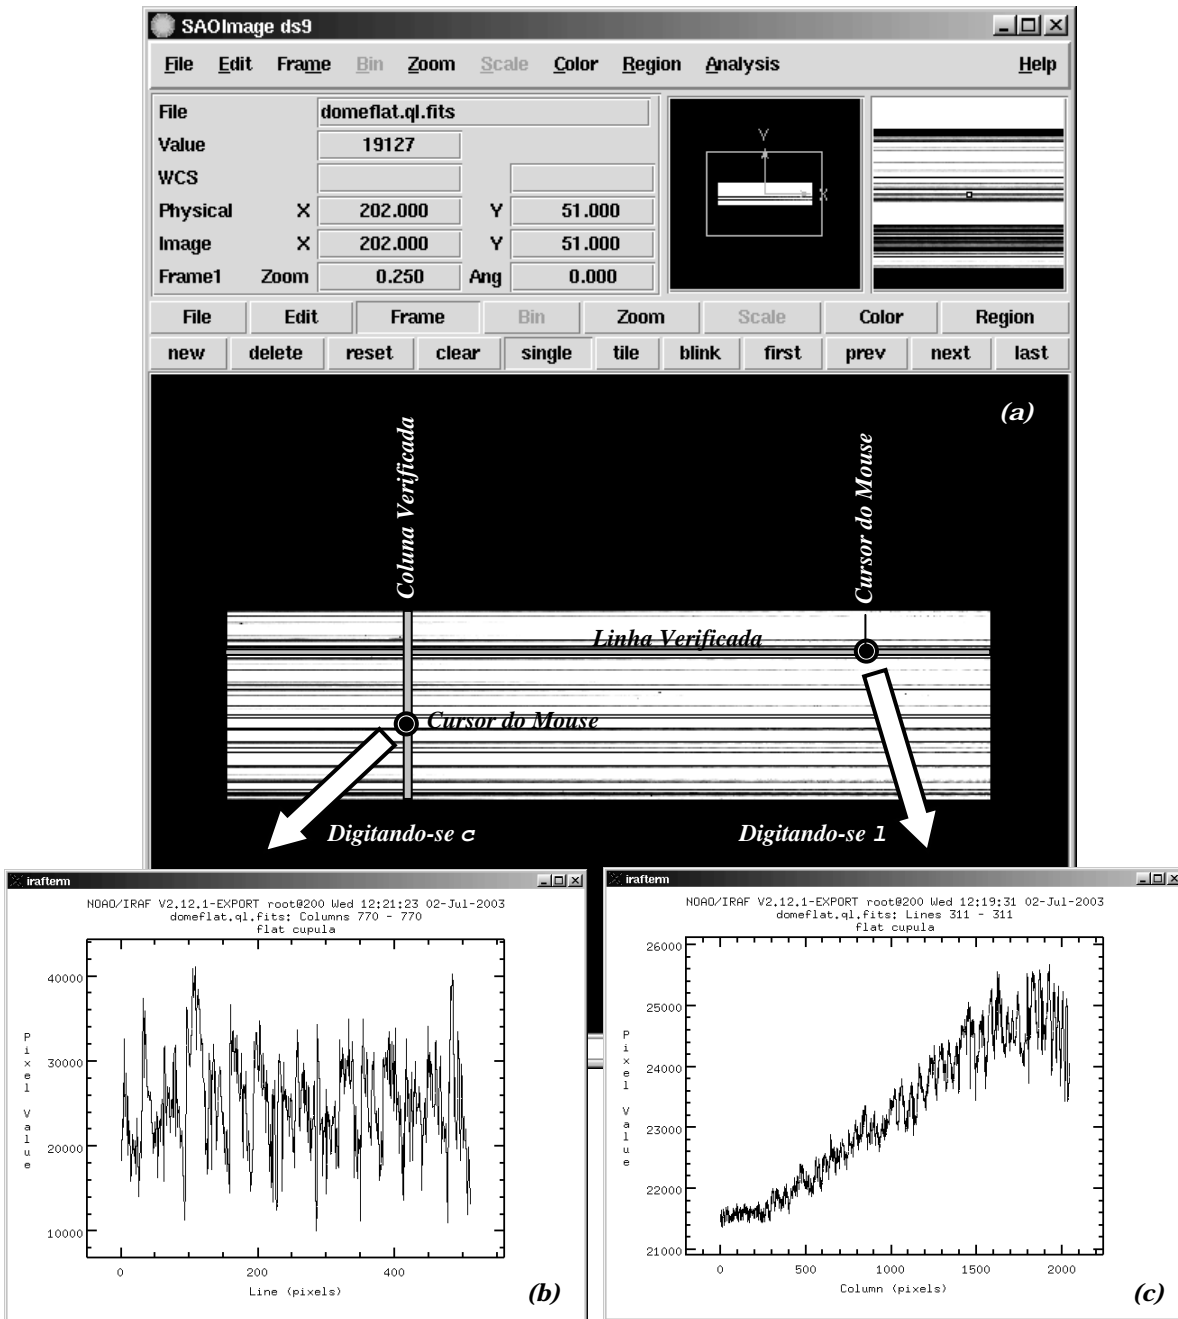 SAOImage ds9
File Edit Frame Bin Zoom Scale Color Region Analysis Help
File domeflat.ql.fits
Value 19127
WCS
Physical X 202.000 Y 51.000
Image X 202.000 Y 51.000
Frame1 Zoom 0.250 Ang 0.000
Y
X
File Edit Frame Bin Zoom Scale Color Region
new delete reset clear single tile blink first prev next last
(a)
Coluna Verificada
Cursor do Mouse
Linha Verificada
Cursor do Mouse
Digitando-se c
Digitando-se l
irafterm
NOAO/IRAF V2.12.1-EXPORT root@200 Wed 12:21:23 02-Jul-2003
domeflat.ql.fits: Columns 770 - 770
flat cupula
40000
30000
20000
10000
Pixel Value
0 200 400
Line (pixels)
(b)
irafterm
NOAO/IRAF V2.12.1-EXPORT root@200 Wed 12:19:31 02-Jul-2003
domeflat.ql.fits: Lines 311 - 311
flat cupula
26000
25000
24000
23000
22000
21000
Pixel Value
0 500 1000 1500 2000
Column (pixels)
(c)